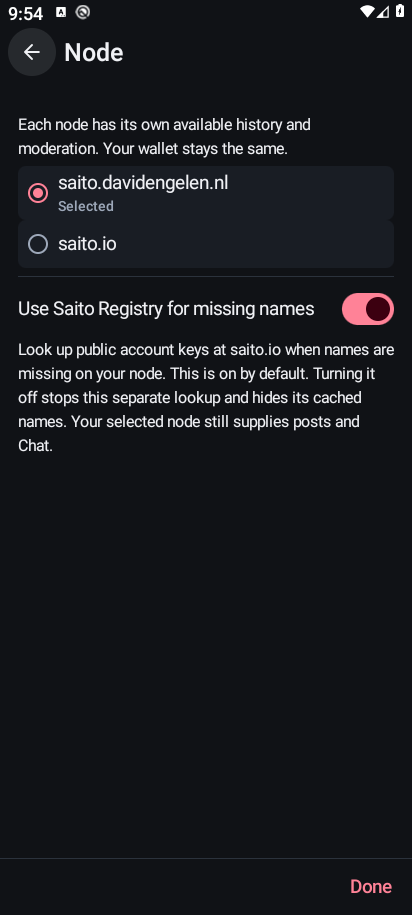 9:54
Node
Each node has its own available history and
moderation. Your wallet stays the same.
saito.davidengelen.nl
Selected
saito.io
Use Saito Registry for missing names
Look up public account keys at saito.io when names are
missing on your node. This is on by default. Turning it
off stops this separate lookup and hides its cached
names. Your selected node still supplies posts and
Chat.
Done